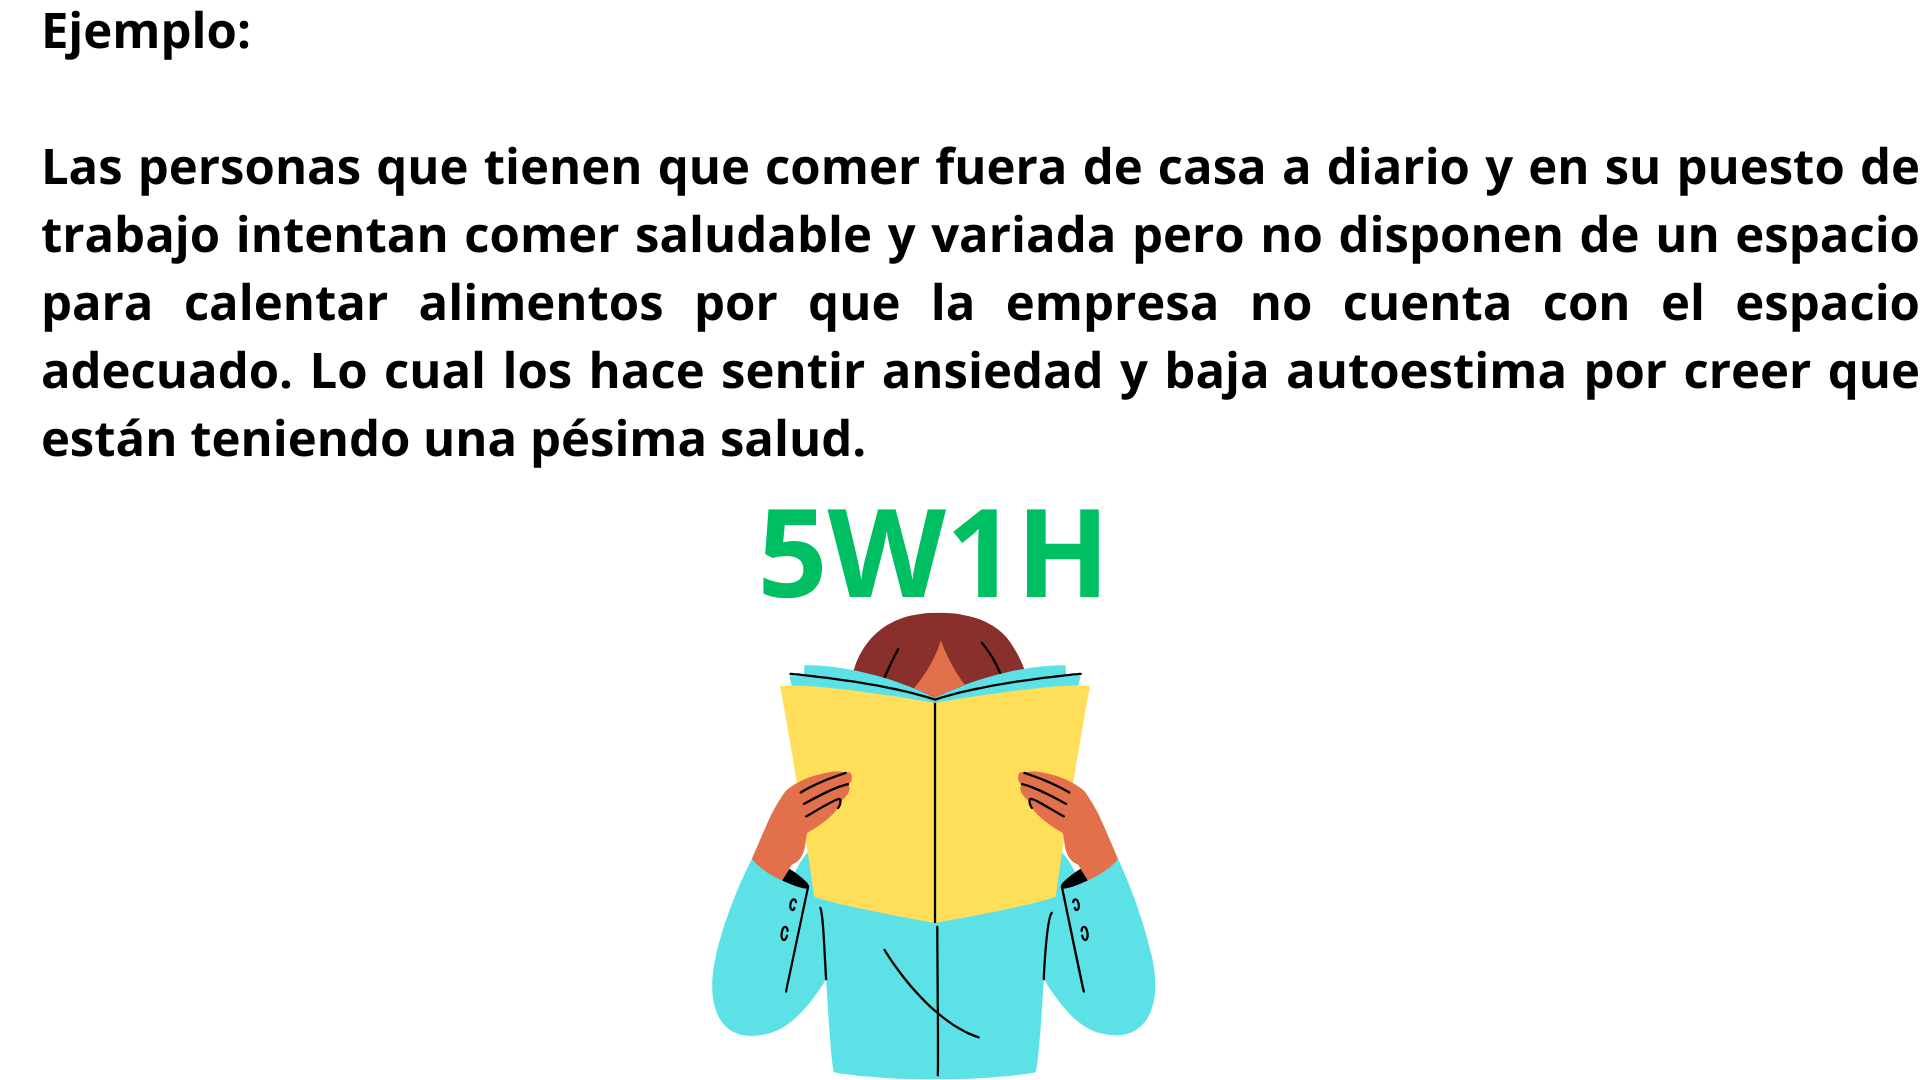 Ejemplo:
Las personas que tienen que comer fuera de casa a diario y en su puesto de
trabajo intentan comer saludable y variada pero no disponen de un espacio
para calentar alimentos por que la empresa no cuenta con el espacio
adecuado. Lo cual los hace sentir ansiedad y baja autoestima por creer que
están teniendo una pésima salud.
5W1H